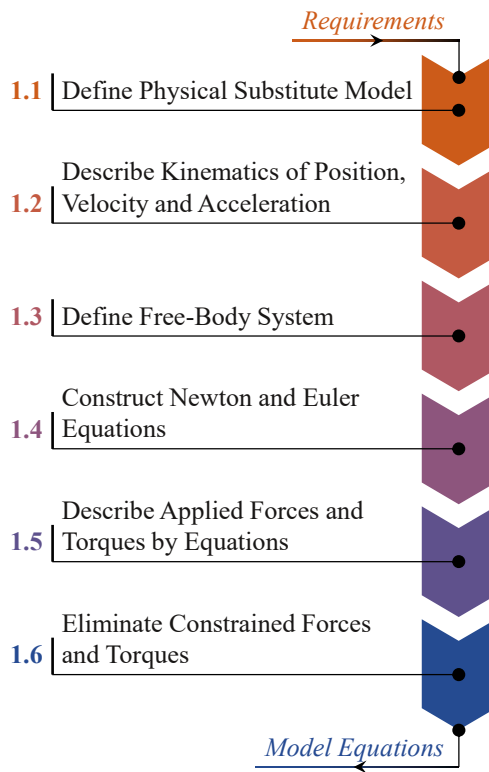 Requirements
1.1 Define Physical Substitute Model
Describe Kinematics of Position,
1.2 Velocity and Acceleration
1.3 Define Free-Body System
Construct Newton and Euler
1.4 Equations
Describe Applied Forces and
1.5 Torques by Equations
Eliminate Constrained Forces
1.6 and Torques
Model Equations